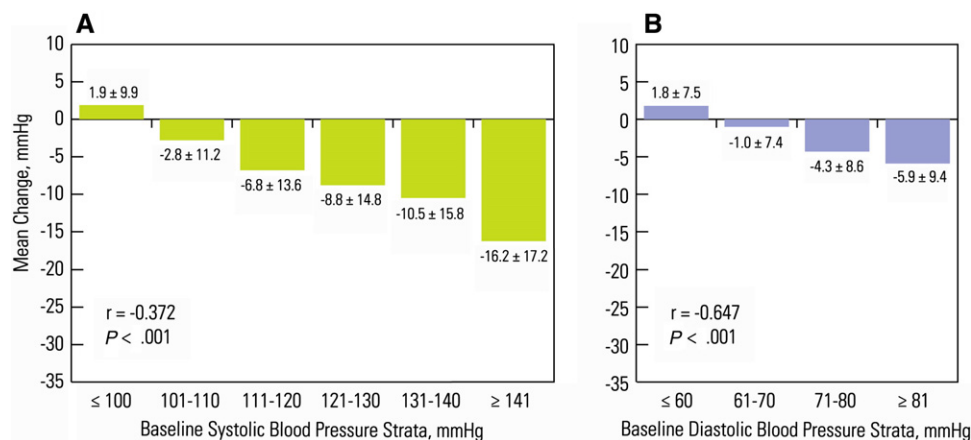 A
Mean Change, mmHg
10
5
0
-5
-10
-15
-20
-25
-30
-35
1.9 ± 9.9
-2.8 ± 11.2
-6.8 ± 13.6
-8.8 ± 14.8
-10.5 ± 15.8
-16.2 ± 17.2
r = -0.372
P < .001
≤ 100 101-110 111-120 121-130 131-140 ≥ 141
Baseline Systolic Blood Pressure Strata, mmHg
B
10
5
0
-5
-10
-15
-20
-25
-30
-35
1.8 ± 7.5
-1.0 ± 7.4
-4.3 ± 8.6
-5.9 ± 9.4
r = -0.647
P < .001
≤ 60 61-70 71-80 ≥ 81
Baseline Diastolic Blood Pressure Strata, mmHg